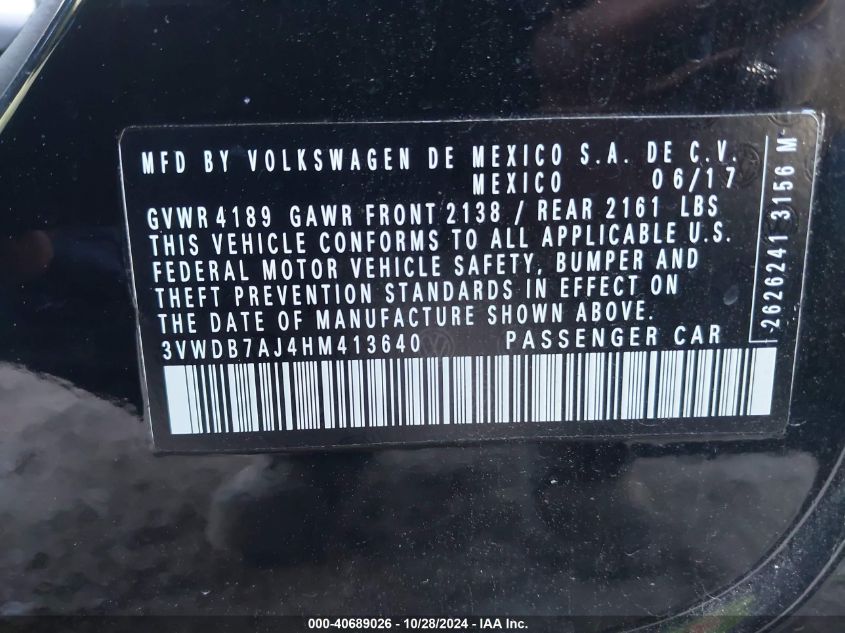 MFD BY VOLKSWAGEN DE MEXICO S.A. DE C.V.
MEXICO 06/17
GVWR 4189 GAWR FRONT 2138 / REAR 2161 LBS
THIS VEHICLE CONFORMS TO ALL APPLICABLE U.S.
FEDERAL MOTOR VEHICLE SAFETY, BUMPER AND
THEFT PREVENTION STANDARDS IN EFFECT ON
THE DATE OF MANUFACTURE SHOWN ABOVE.
3VWDB7AJ4HM413640 PASSENGER CAR
2626241 3156 M
000-40689026 - 10/28/2024 - IAA Inc.